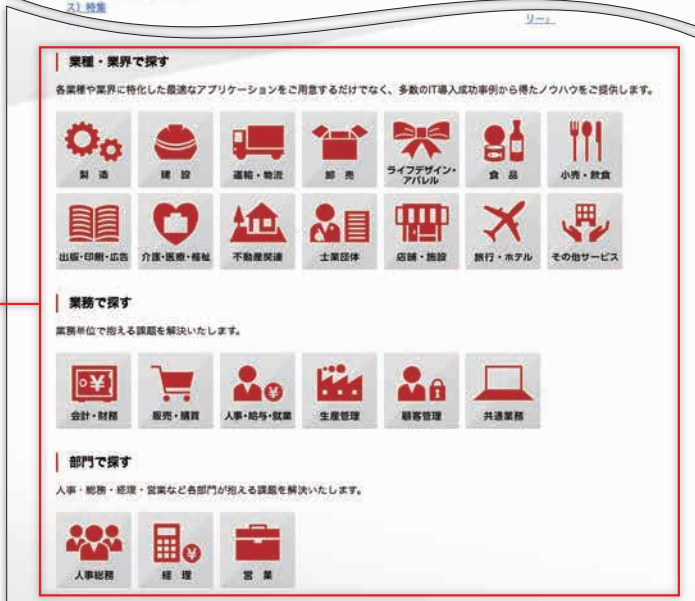 ス）特集
リー」
業種・業界で探す
各業種や業界に特化した最適なアプリケーションをご用意するだけでなく、多数のIT導入成功事例から得たノウハウをご提供します。
製 造
建 設
運輸・物流
卸 売
ライフデザイン・
アパレル
食 品
小売・飲食
出版・印刷・広告
介護・医療・福祉
不動産関連
士業団体
店舗・施設
旅行・ホテル
その他サービス
業務で探す
業務単位で抱える課題を解決いたします。
会計・財務
販売・購買
人事・給与・就業
生産管理
顧客管理
共通業務
部門で探す
人事・総務・経理・営業など各部門が抱える課題を解決いたします。
人事総務
経 理
営 業